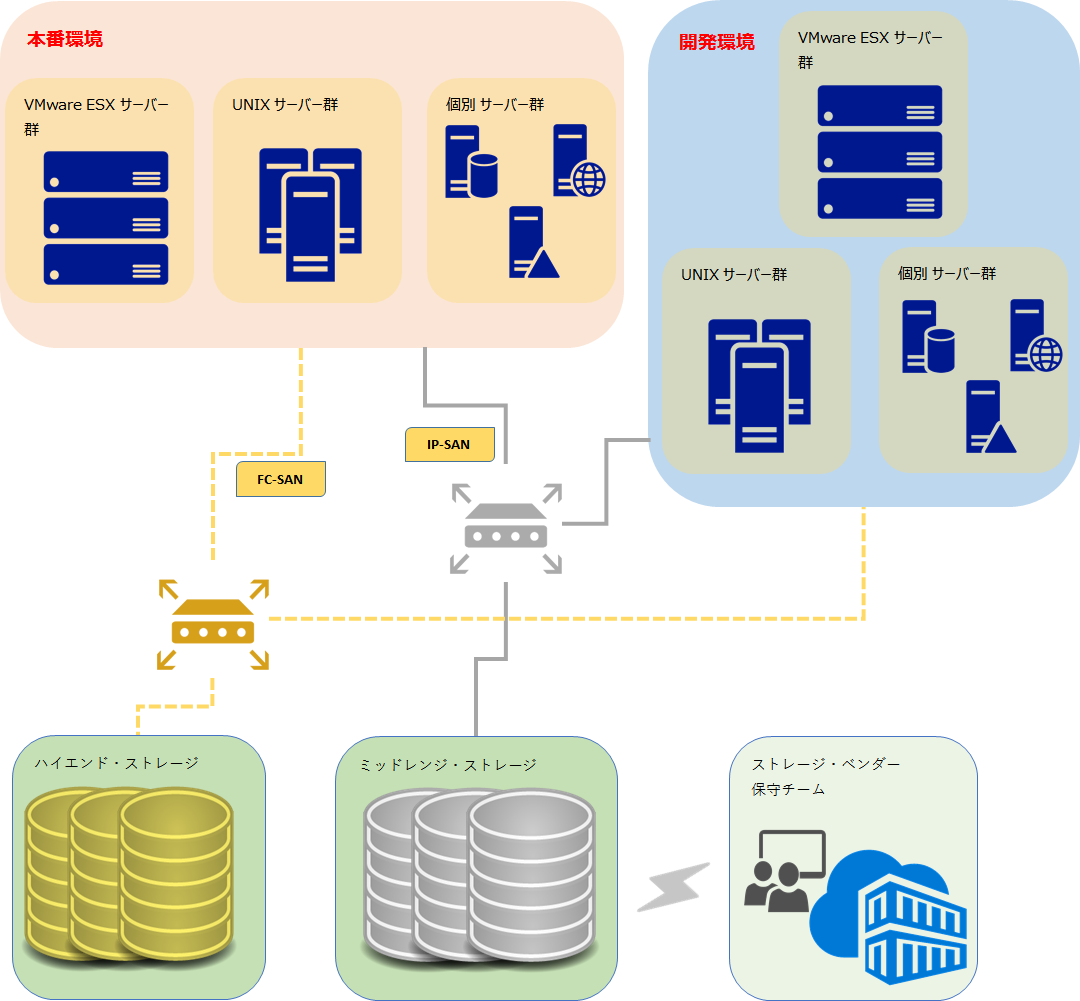 本番環境
VMware ESX サーバー
群
UNIX サーバー群
個別 サーバー群
開発環境
VMware ESX サーバー
群
UNIX サーバー群
個別 サーバー群
IP-SAN
FC-SAN
ハイエンド・ストレージ
ミッドレンジ・ストレージ
ストレージ・ベンダー
保守チーム